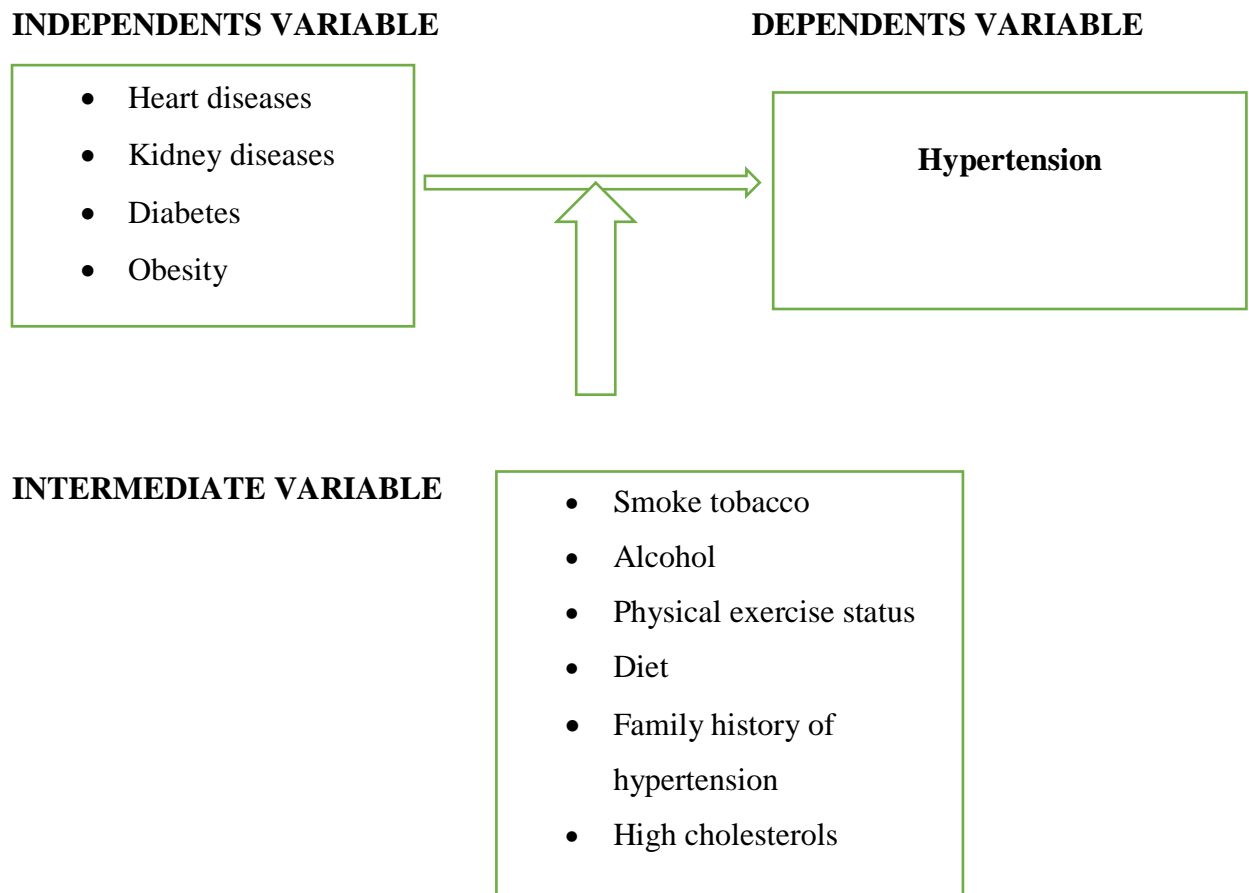 INDEPENDENTS VARIABLE
DEPENDENTS VARIABLE
• Heart diseases
• Kidney diseases
• Diabetes
• Obesity
Hypertension
INTERMEDIATE VARIABLE
• Smoke tobacco
• Alcohol
• Physical exercise status
• Diet
• Family history of
hypertension
• High cholesterols